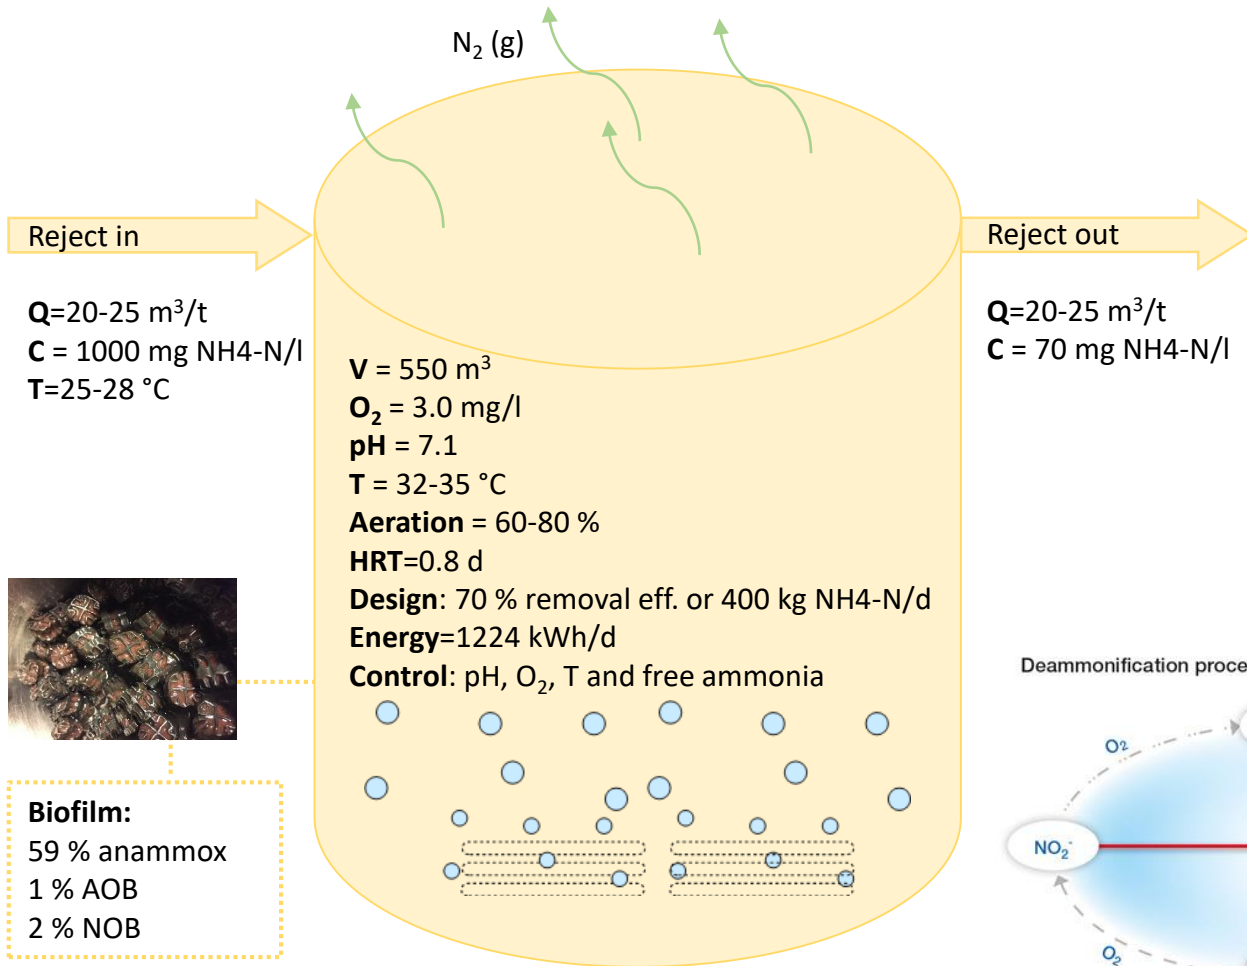 N₂ (g)
Reject in
Reject out
Q=20-25 m³/t
C = 1000 mg NH4-N/l
T=25-28 °C
Q=20-25 m³/t
C = 70 mg NH4-N/l
V = 550 m³
O₂ = 3.0 mg/l
pH = 7.1
T = 32-35 °C
Aeration = 60-80 %
HRT=0.8 d
Design: 70 % removal eff. or 400 kg NH4-N/d
Energy=1224 kWh/d
Control: pH, O₂, T and free ammonia
Biofilm:
59 % anammox
1 % AOB
2 % NOB
Deammonification proce
O₂
NO₂⁻
O₂